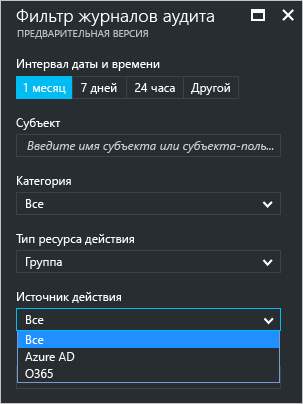 Фильтр журналов аудита
ПРЕДВАРИТЕЛЬНАЯ ВЕРСИЯ
Интервал даты и времени
1 месяц 7 дней 24 часа Другой
Субъект
Введите имя субъекта или субъекта-поль...
Категория
Все
Тип ресурса действия
Группа
Источник действия
Все
Все
Azure AD
O365